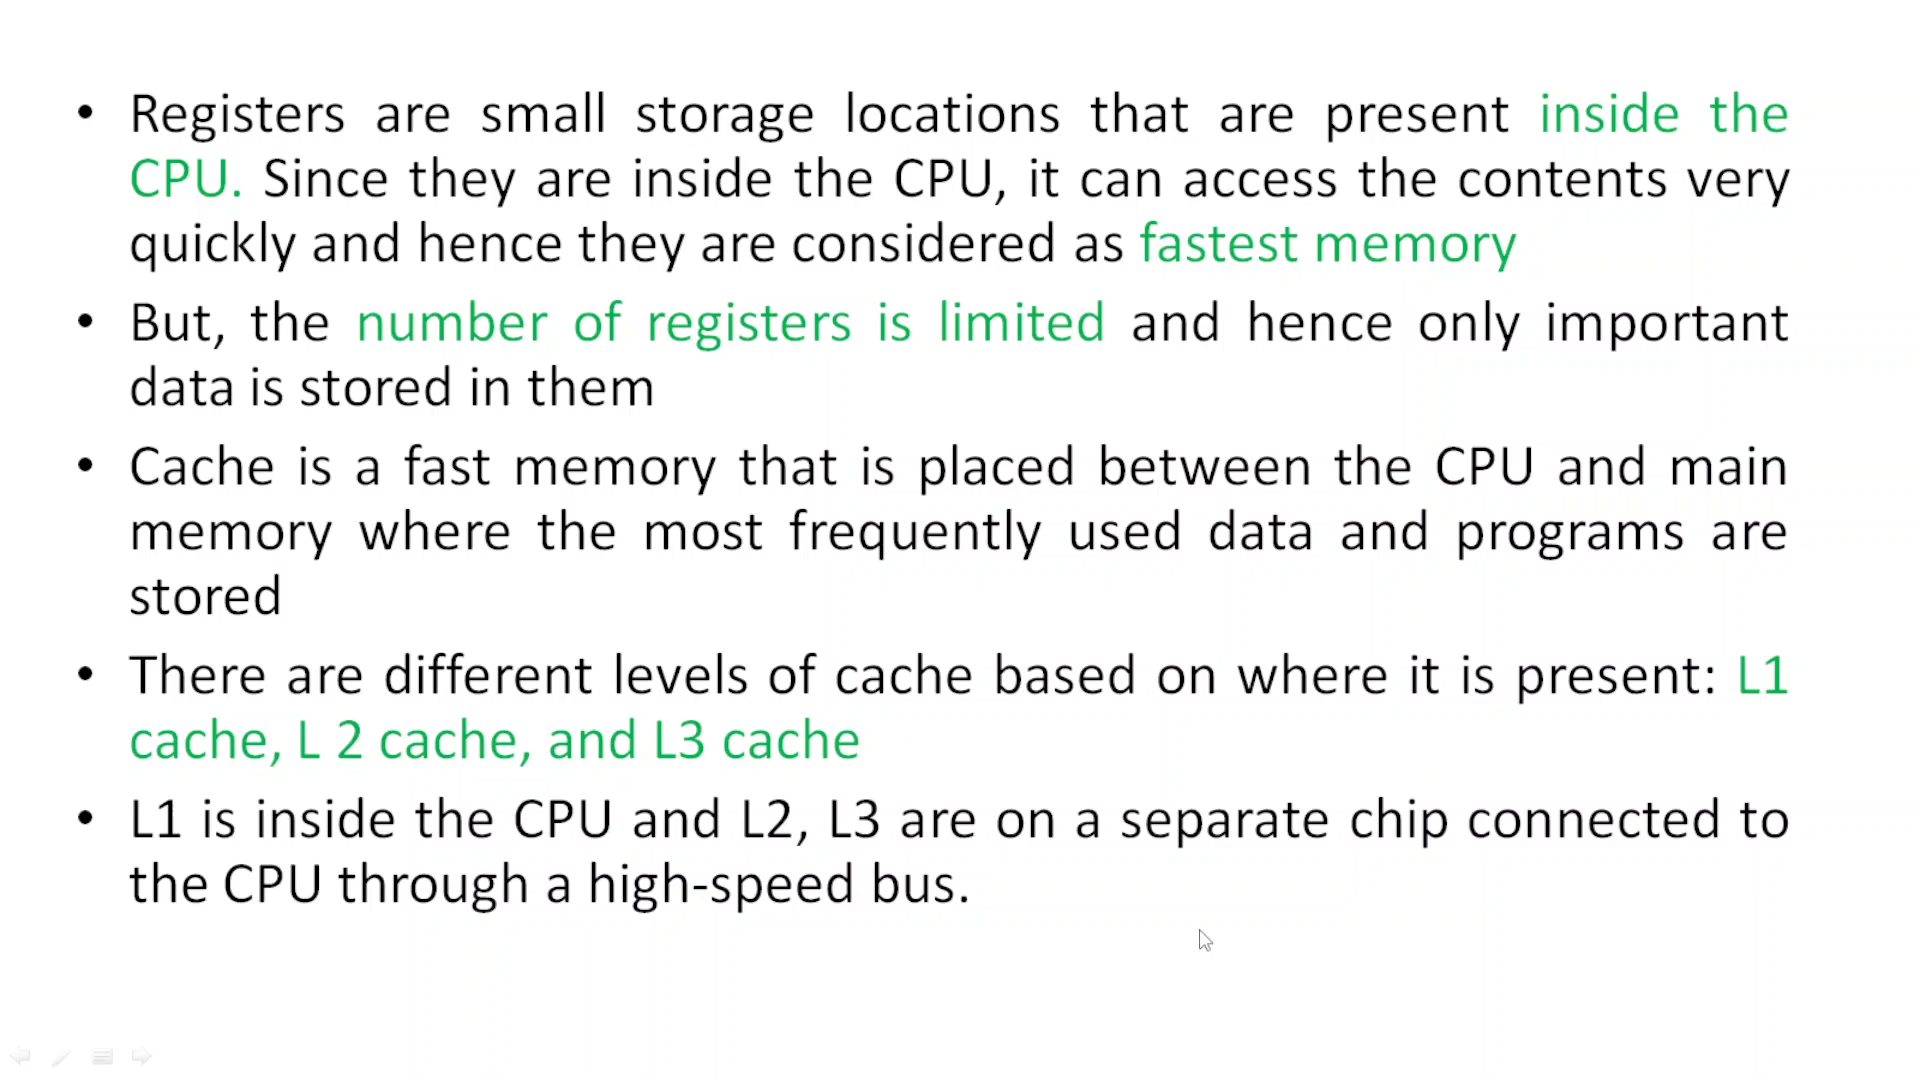 • Registers are small storage locations that are present inside the
CPU. Since they are inside the CPU, it can access the contents very
quickly and hence they are considered as fastest memory
• But, the number of registers is limited and hence only important
data is stored in them
• Cache is a fast memory that is placed between the CPU and main
memory where the most frequently used data and programs are
stored
• There are different levels of cache based on where it is present: L1
cache, L 2 cache, and L3 cache
• L1 is inside the CPU and L2, L3 are on a separate chip connected to
the CPU through a high-speed bus.